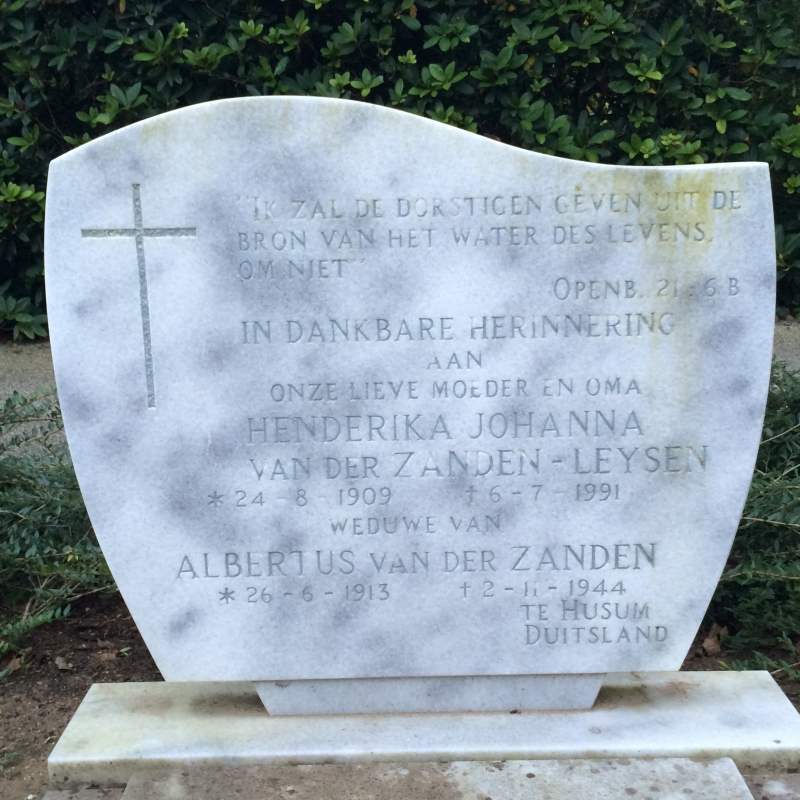 "IK ZAL DE DORSTIGEN GEVEN UIT DE
BRON VAN HET WATER DES LEVENS,
OM NIET"
OPENB. 21:6B
IN DANKBARE HERINNERING
AAN
ONZE LIEVE MOEDER EN OMA
HENDERIKA JOHANNA
VAN DER ZANDEN-LEYSEN
* 24-8-1909 † 6-7-1991
WEDUWE VAN
ALBERTUS VAN DER ZANDEN
* 26-6-1913 † 2-11-1944
TE HUSUM
DUITSLAND